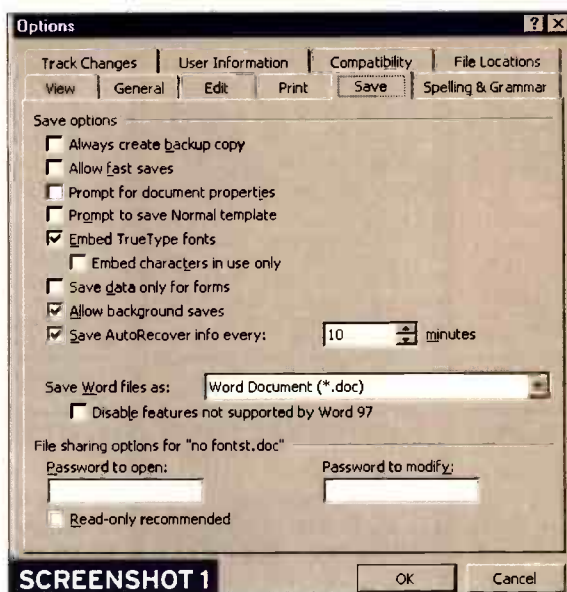 Options
Track Changes User Information Compatibility File Locations
View General Edit Print Save Spelling & Grammar
Save options
Always create backup copy
Allow fast saves
Prompt for document properties
Prompt to save Normal template
Embed TrueType fonts
Embed characters in use only
Save data only for forms
Allow background saves
Save AutoRecover info every: 10 minutes
Save Word files as: Word Document (*.doc)
Disable features not supported by Word 97
File sharing options for "no fontst.doc"
Password to open: Password to modify:
Read-only recommended
SCREENSHOT 1 OK Cancel